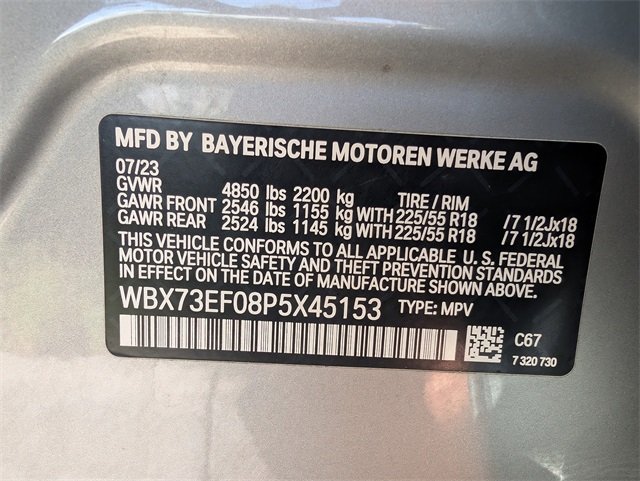 MFD BY BAYERISCHE MOTOREN WERKE AG
07/23
GVWR 4850 lbs 2200 kg TIRE / RIM
GAWR FRONT 2546 lbs 1155 kg WITH 225/55 R18 /7 1/2Jx18
GAWR REAR 2524 lbs 1145 kg WITH 225/55 R18 /7 1/2Jx18
THIS VEHICLE CONFORMS TO ALL APPLICABLE U. S. FEDERAL
MOTOR VEHICLE SAFETY AND THEFT PREVENTION STANDARDS
IN EFFECT ON THE DATE OF MANUFACTURE SHOWN ABOVE.
WBX73EF08P5X45153 TYPE: MPV
C67
7 320 730